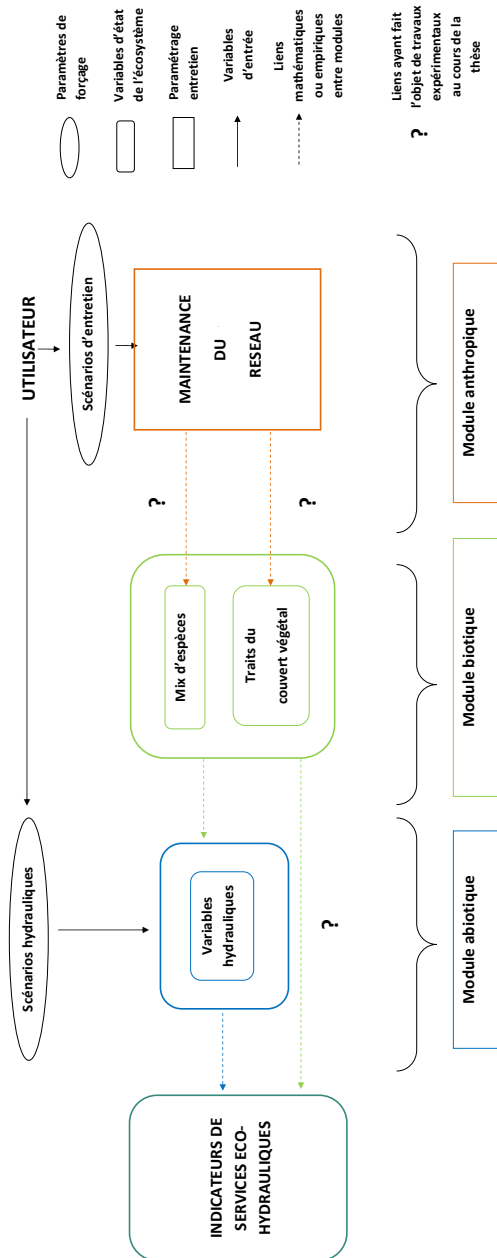 UTILISATEUR
Scénarios hydrauliques
Scénarios d'entretien
INDICATEURS DE
SERVICES ECO-
HYDRAULIQUES
Variables
hydrauliques
Mix d'espèces
Traits du
couvert végétal
MAINTENANCE
DU
RESEAU
?
?
?
Module abiotique
Module biotique
Module anthropique
Paramètres de
forçage
Variables d'état
de l'écosystème
Paramétrage
entretien
Variables
d'entrée
Liens
mathématiques
ou empiriques
entre modules
?
Liens ayant fait
l'objet de travaux
expérimentaux
au cours de la
thèse